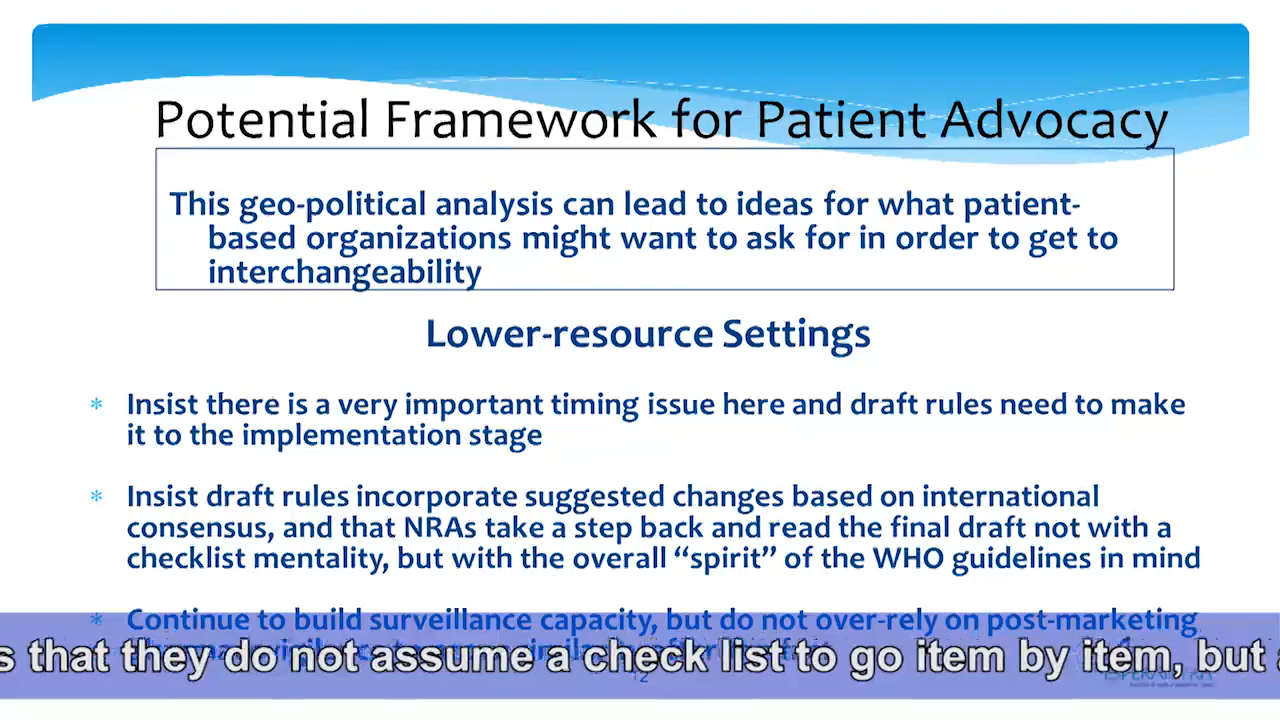 Potential Framework for Patient Advocacy
This geo-political analysis can lead to ideas for what patient-
based organizations might want to ask for in order to get to
interchangeability
Lower-resource Settings
* Insist there is a very important timing issue here and draft rules need to make
it to the implementation stage
* Insist draft rules incorporate suggested changes based on international
consensus, and that NRAs take a step back and read the final draft not with a
checklist mentality, but with the overall “spirit” of the WHO guidelines in mind
* Continue to build surveillance capacity, but do not over-rely on post-marketing
s that they do not assume a check list to go item by item, but
12